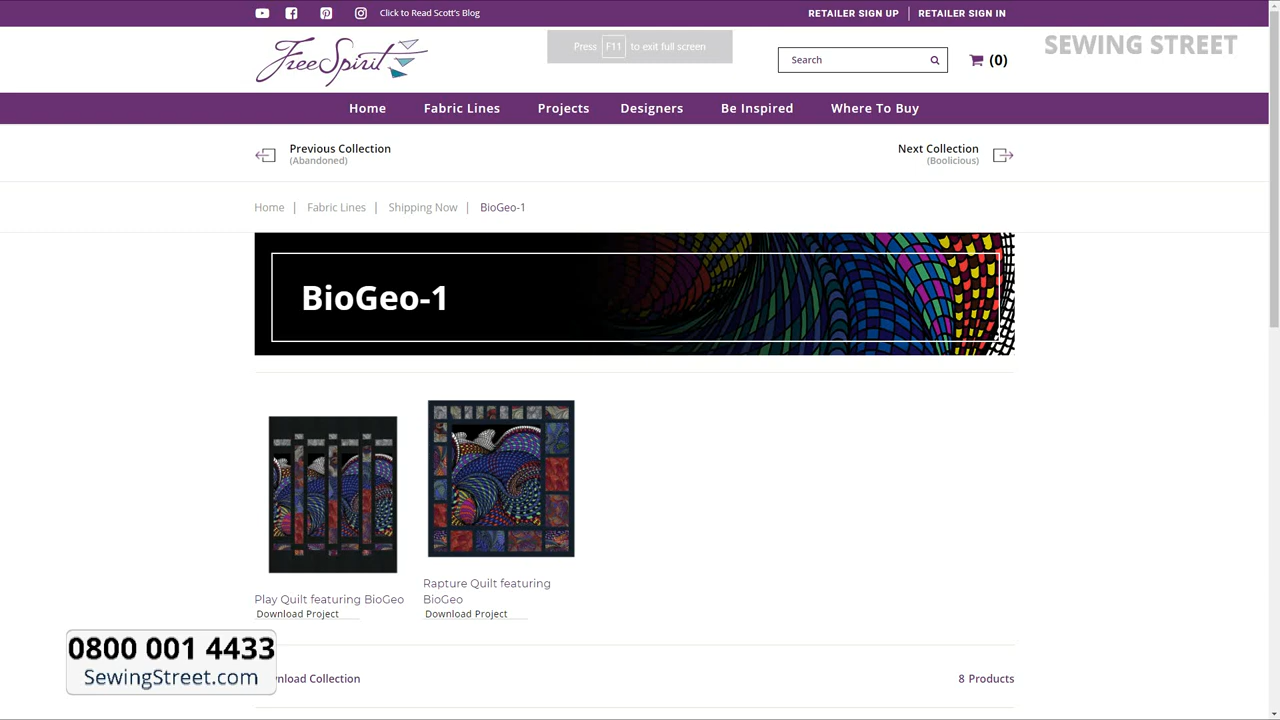 Click to Read Scott's Blog
RETAILER SIGN UP
RETAILER SIGN IN
FreeSpirit
Press F11 to exit full screen
Search
(0)
SEWING STREET
Home
Fabric Lines
Projects
Designers
Be Inspired
Where To Buy
Previous Collection
(Abandoned)
Next Collection
(Boolicious)
Home | Fabric Lines | Shipping Now | BioGeo-1
BioGeo-1
Play Quilt featuring BioGeo
Download Project
Rapture Quilt featuring
BioGeo
Download Project
0800 001 4433
SewingStreet.com
nload Collection
8 Products